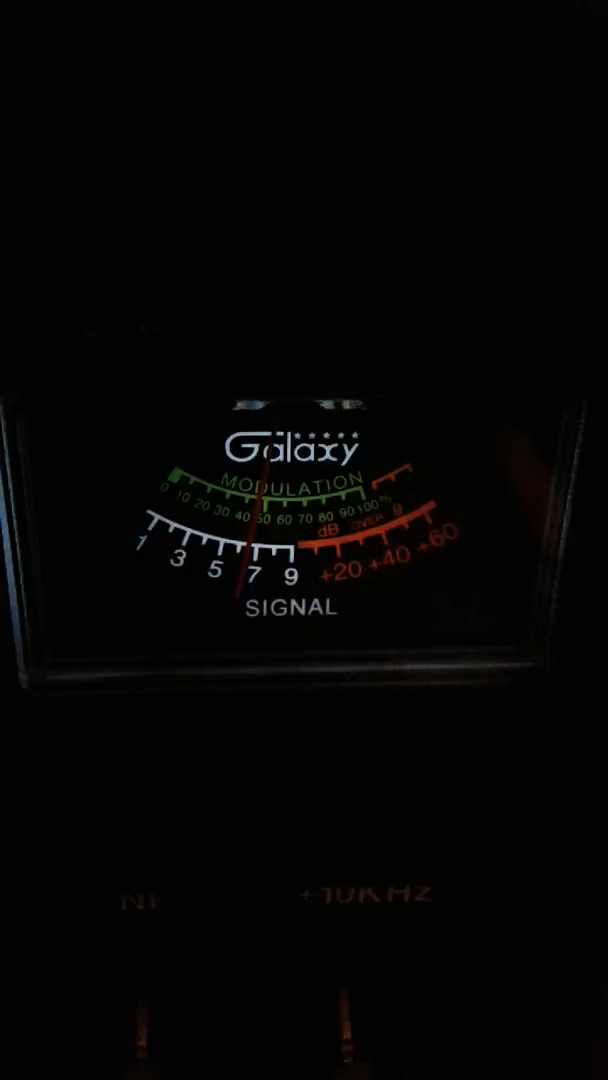 Galaxy
MODULATION
0 10 20 30 40 50 60 70 80 90 100%
dB OVER 9
1 3 5 7 9 +20 +40 +60
SIGNAL
+10KHz